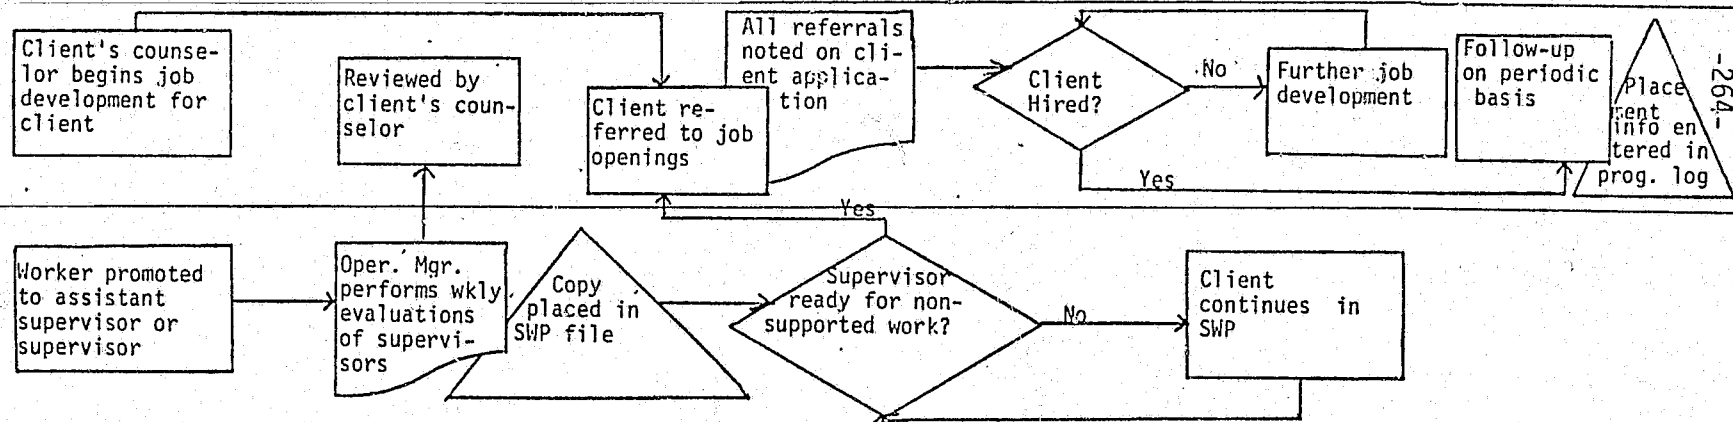 Client's counse-
lor begins job
development for
client
Reviewed by
client's coun-
selor
Client re-
ferred to job
openings
All referrals
noted on cli-
ent applica-
tion
Client
Hired?
No
Yes
Further job
development
Follow-up
on periodic
basis
Place
ment
info en
tered in
prog. log
-264-
Worker promoted
to assistant
supervisor or
supervisor
Oper. Mgr.
performs wkly
evaluations
of supervi-
sors
Copy
placed in
SWP file
Yes
Supervisor
ready for non-
supported work?
No
Client
continues in
SWP